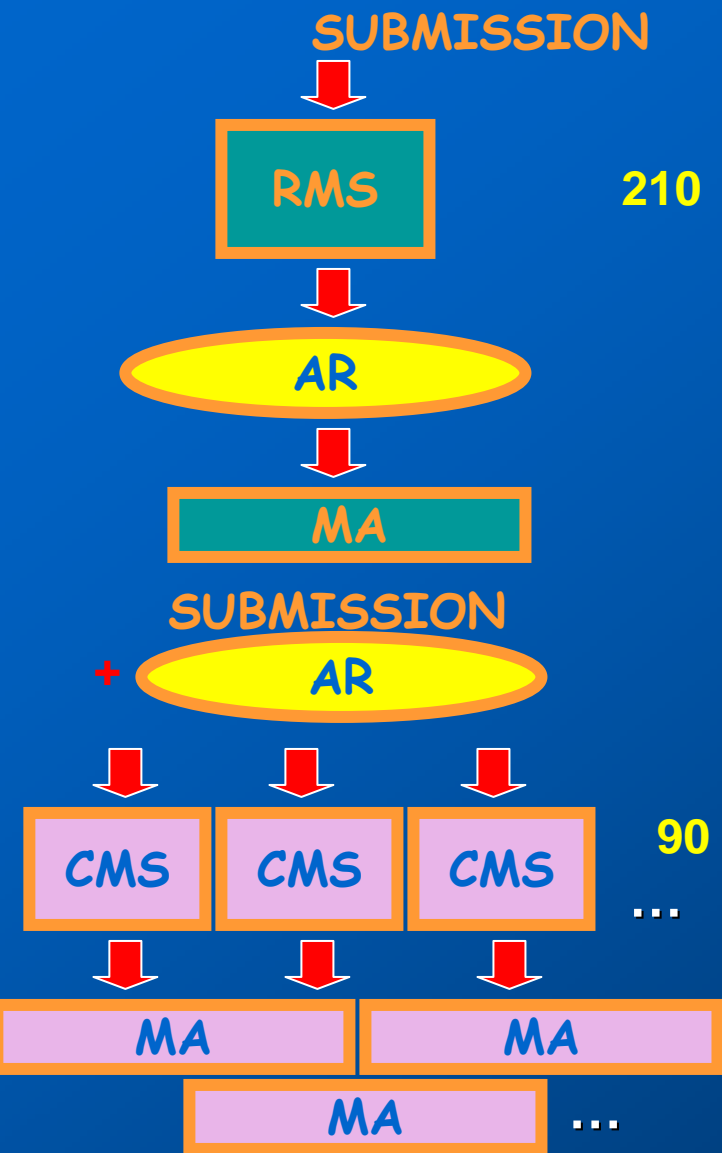 SUBMISSION
RMS
210
AR
MA
SUBMISSION
+ AR
CMS CMS CMS
90
...
MA MA
MA ...